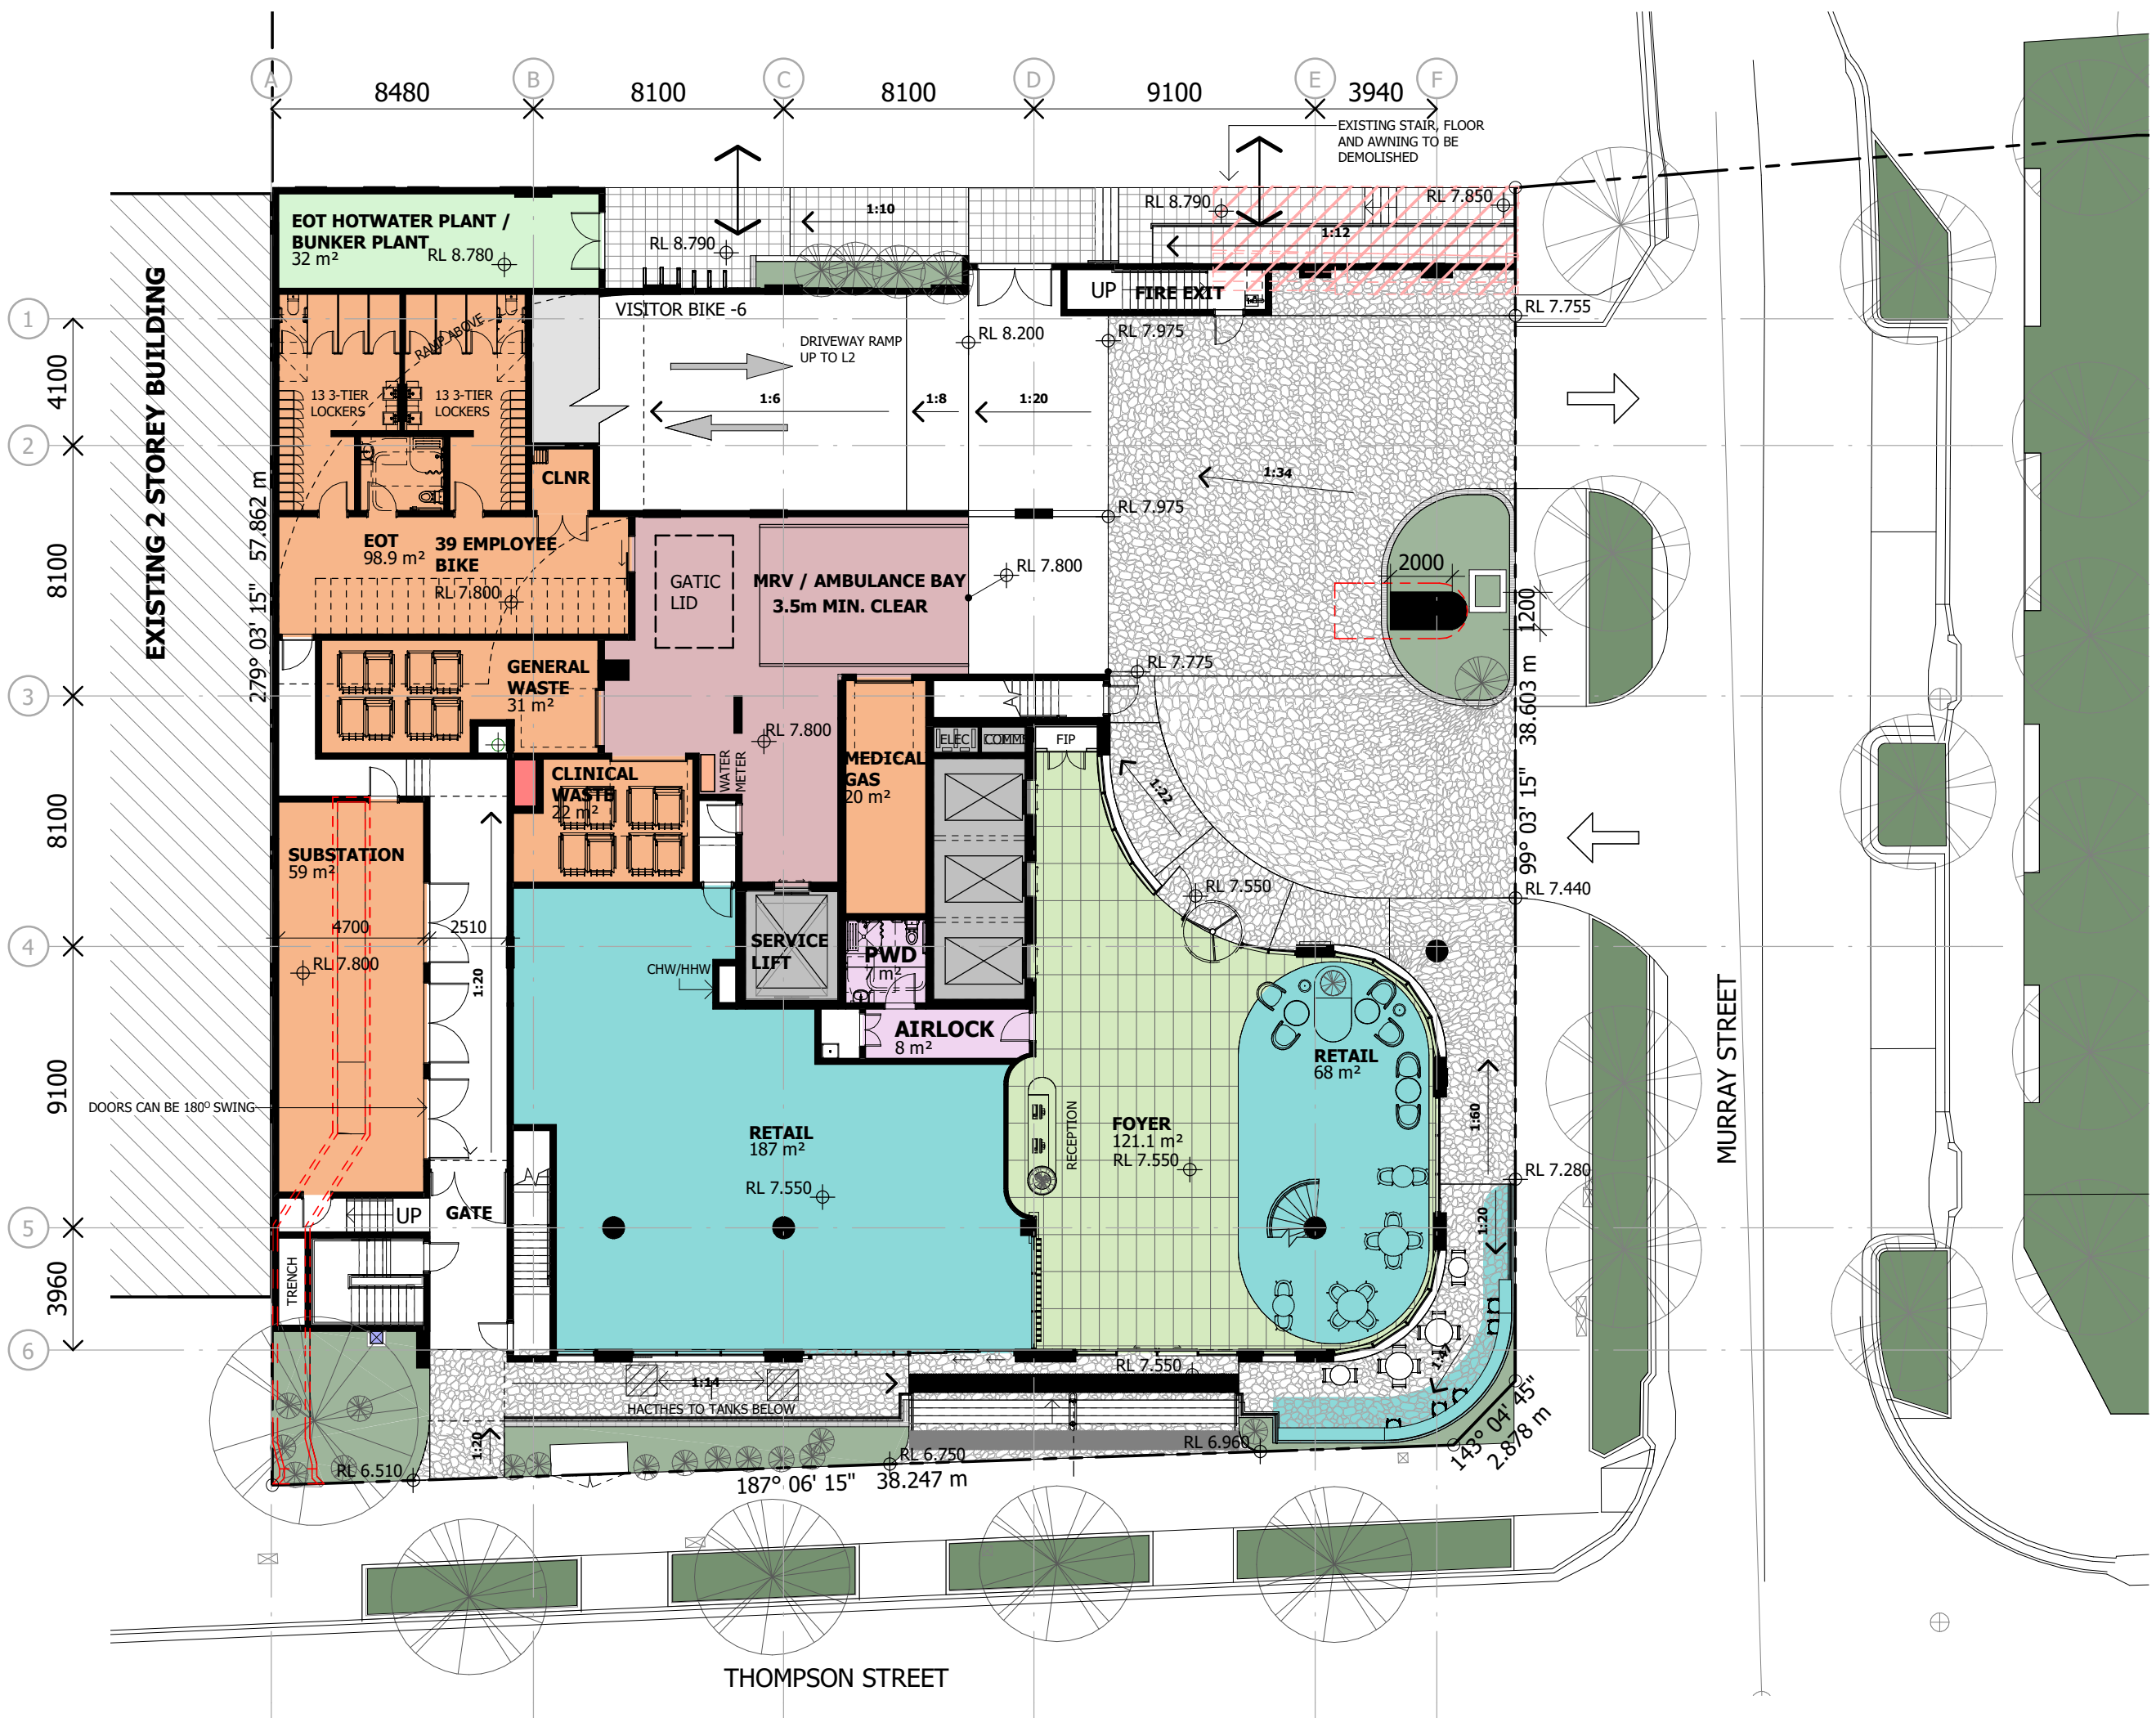 A
B
C
D
E
F
8480
8100
8100
9100
3940
EXISTING STAIR, FLOOR
AND AWNING TO BE
DEMOLISHED
EOT HOTWATER PLANT /
BUNKER PLANT
32 m²
RL 8.780
RL 8.790
1:10
RL 8.790
RL 7.850
1:12
UP
FIRE EXIT
VISITOR BIKE -6
RL 7.755
1
RAMP ABOVE
DRIVEWAY RAMP
UP TO L2
RL 8.200
RL 7.975
4100
13 3-TIER
LOCKERS
13 3-TIER
LOCKERS
1:6
1:8
1:20
2
EXISTING 2 STOREY BUILDING
279° 03' 15"
57.862 m
CLNR
1:34
RL 7.975
EOT
98.9 m²
39 EMPLOYEE
BIKE
RL 7.800
8100
GATIC
LID
MRV / AMBULANCE BAY
3.5m MIN. CLEAR
RL 7.800
2000
1200
GENERAL
WASTE
31 m²
RL 7.775
3
99° 03' 15"
38.603 m
RL 7.800
WATER
METER
ELEC
COMMS
FIP
CLINICAL
WASTE
22 m²
MEDICAL
GAS
20 m²
1:22
8100
SUBSTATION
59 m²
RL 7.550
RL 7.440
4700
2510
4
RL 7.800
1:20
CHW/HHW
SERVICE
LIFT
PWD
7 m²
AIRLOCK
8 m²
RETAIL
68 m²
MURRAY STREET
9100
DOORS CAN BE 180⁰ SWING
RETAIL
187 m²
RL 7.550
RECEPTION
FOYER
121.1 m²
RL 7.550
1:60
RL 7.280
5
UP
GATE
1:20
3960
TRENCH
6
RL 7.550
1:14
HACTHES TO TANKS BELOW
1:47
1:20
RL 6.510
RL 6.750
RL 6.960
187° 06' 15"
38.247 m
143° 04' 45"
2.878 m
THOMPSON STREET